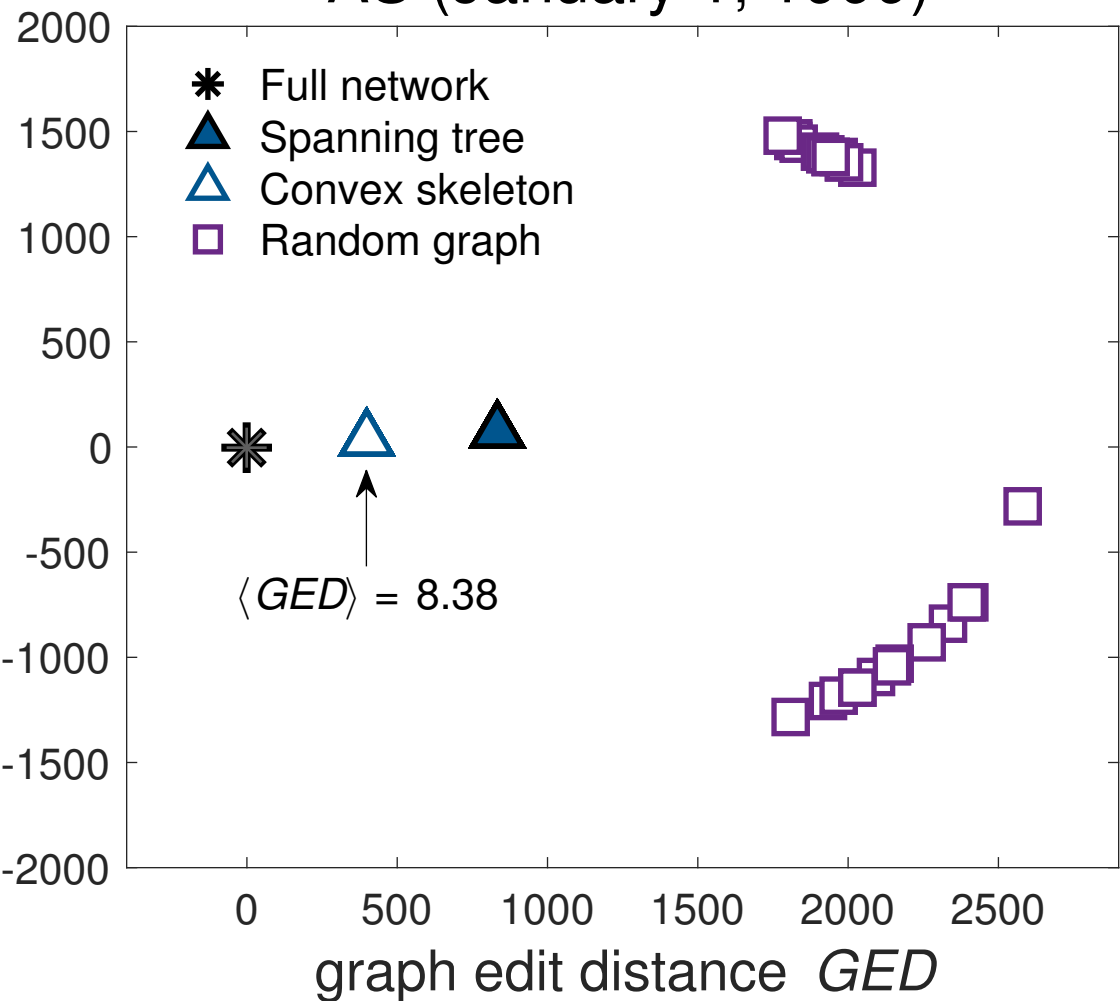 2000
1500
1000
500
0
-500
-1000
-1500
-2000
Full network
Spanning tree
Convex skeleton
Random graph
⟨GED⟩ = 8.38
0 500 1000 1500 2000 2500
graph edit distance GED